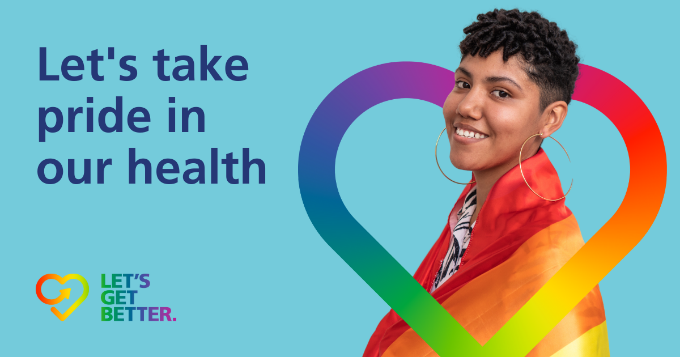 Let's take
pride in
our health
LET'S
GET
BETTER.